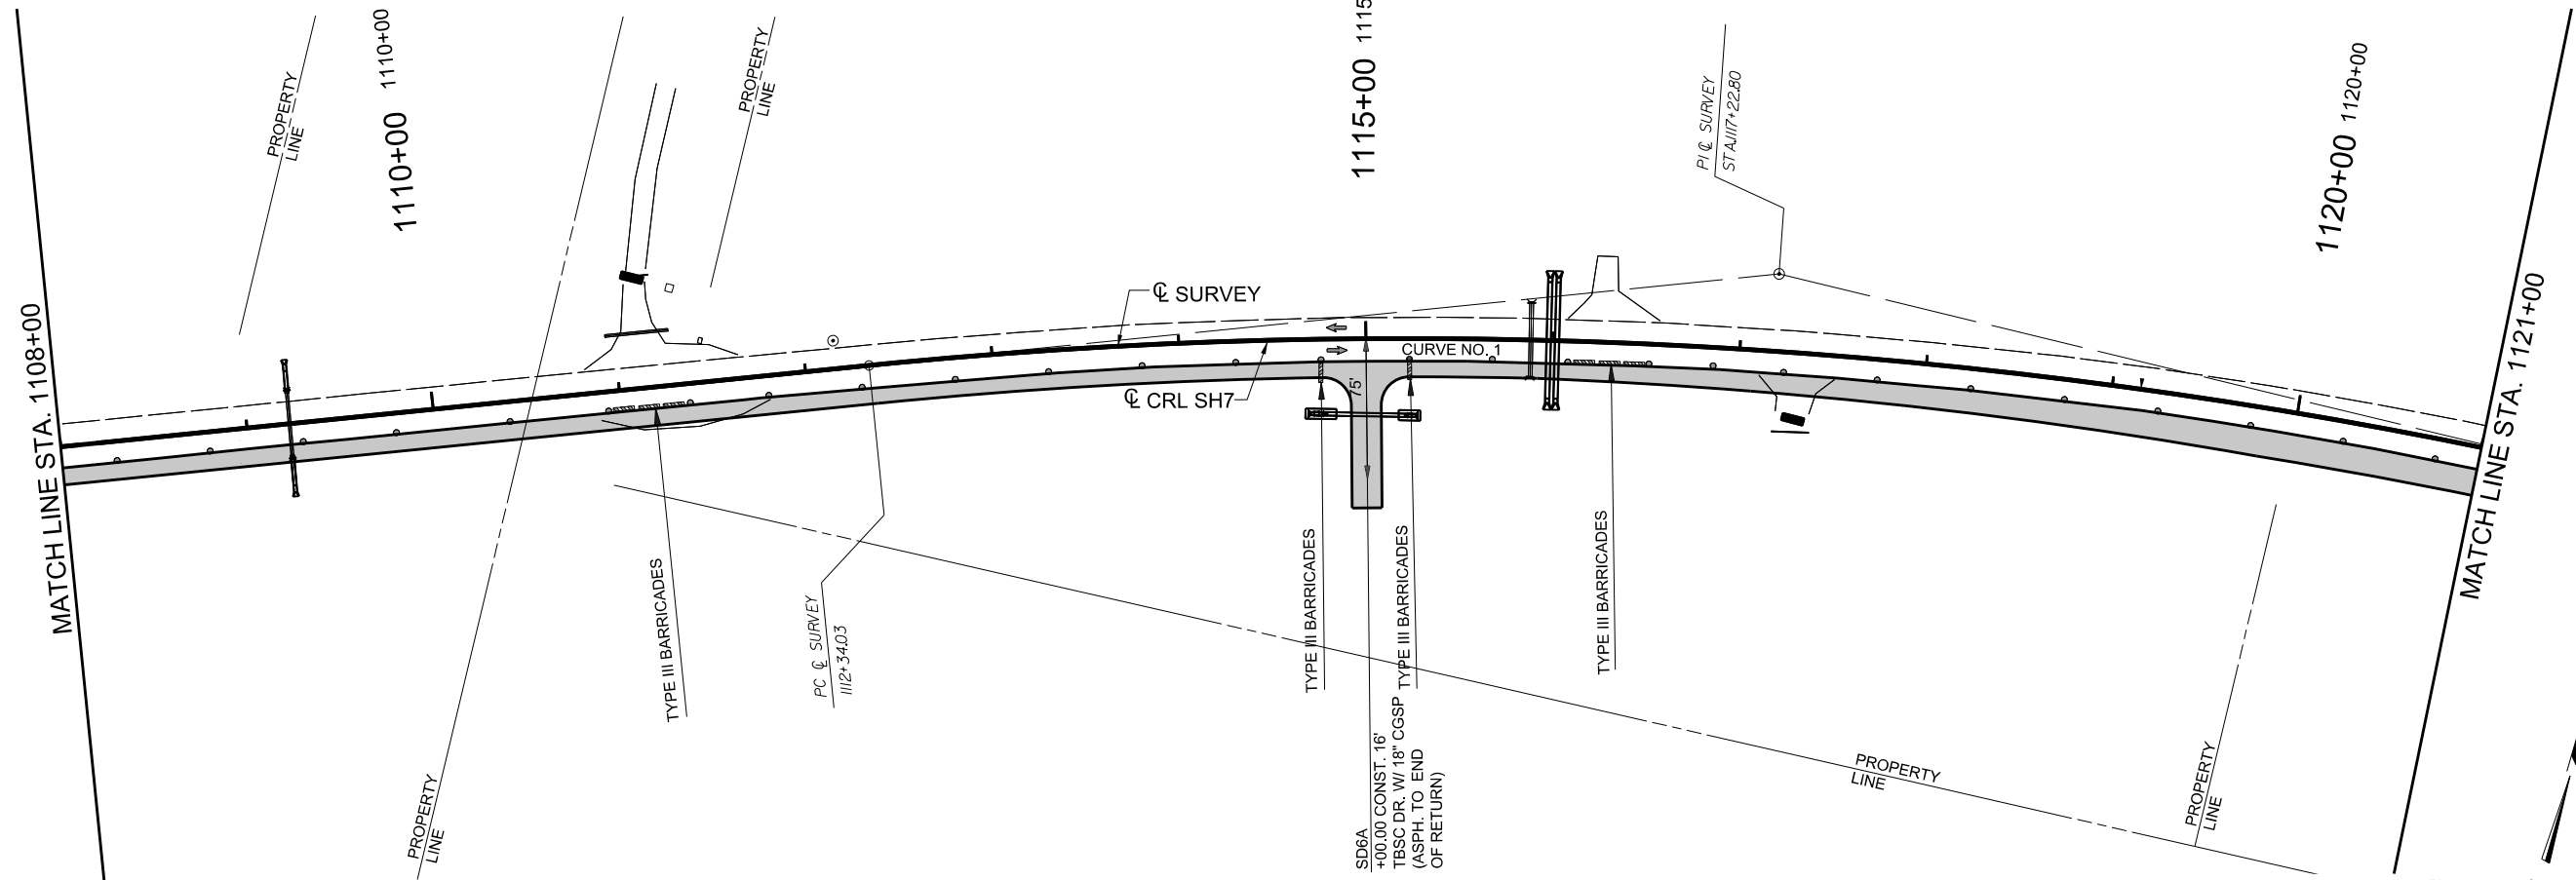 1110+00 1110+00
1115+00 1115
1120+00 1120+00
PROPERTY
LINE
PROPERTY
LINE
PI ℄ SURVEY
STA.1117+22.80
MATCH LINE STA. 1108+00
MATCH LINE STA. 1121+00
℄ SURVEY
CURVE NO. 1
75'
℄ CRL SH7
TYPE III BARRICADES
PC ℄ SURVEY
1112+34.03
TYPE III BARRICADES
TYPE III BARRICADES
TYPE III BARRICADES
SD6A
+00.00 CONST. 16'
TBSC DR. W/ 18" CGSP
(ASPH. TO END
OF RETURN)
PROPERTY
LINE
PROPERTY
LINE
PROPERTY
LINE